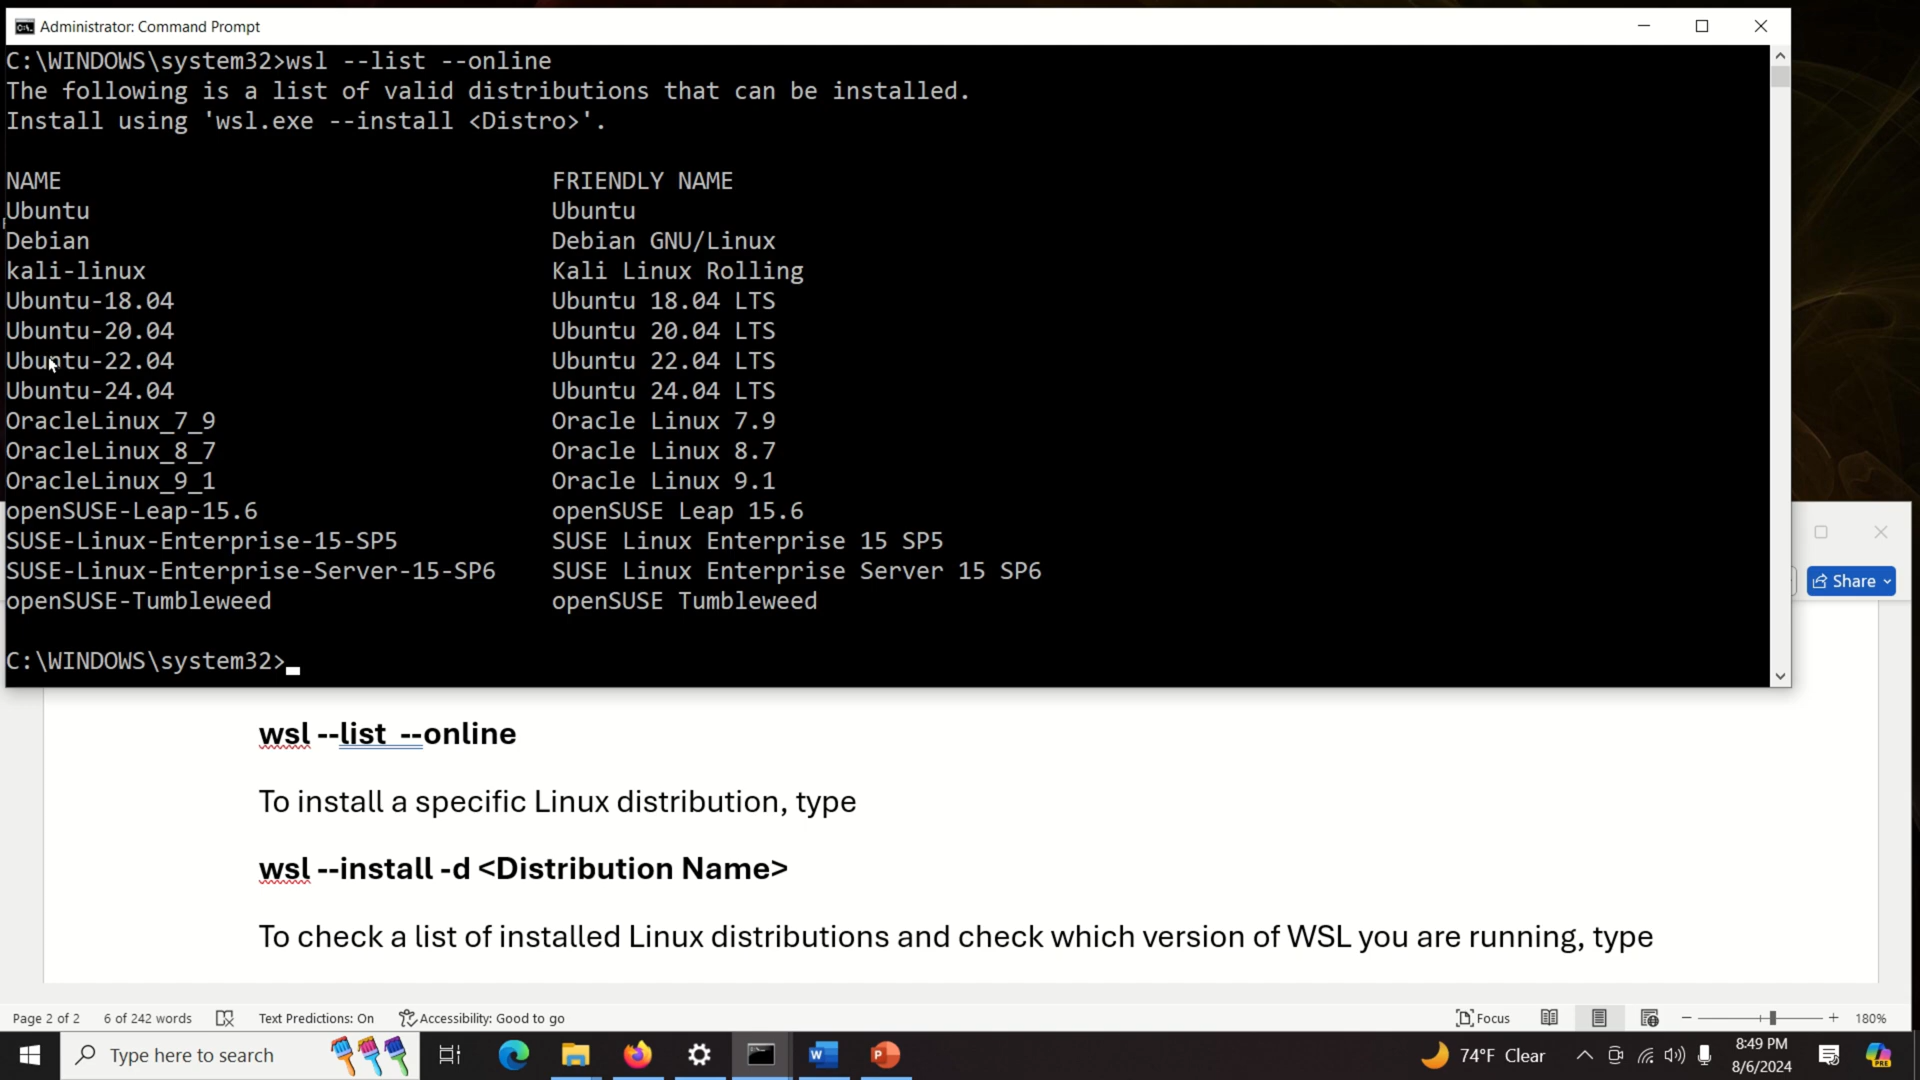 Administrator: Command Prompt
C:\WINDOWS\system32>wsl --list --online
The following is a list of valid distributions that can be installed.
Install using 'wsl.exe --install <Distro>'.
NAME FRIENDLY NAME
Ubuntu Ubuntu
Debian Debian GNU/Linux
kali-linux Kali Linux Rolling
Ubuntu-18.04 Ubuntu 18.04 LTS
Ubuntu-20.04 Ubuntu 20.04 LTS
Ubuntu-22.04 Ubuntu 22.04 LTS
Ubuntu-24.04 Ubuntu 24.04 LTS
OracleLinux_7_9 Oracle Linux 7.9
OracleLinux_8_7 Oracle Linux 8.7
OracleLinux_9_1 Oracle Linux 9.1
openSUSE-Leap-15.6 openSUSE Leap 15.6
SUSE-Linux-Enterprise-15-SP5 SUSE Linux Enterprise 15 SP5
SUSE-Linux-Enterprise-Server-15-SP6 SUSE Linux Enterprise Server 15 SP6
openSUSE-Tumbleweed openSUSE Tumbleweed
C:\WINDOWS\system32>
Share
wsl --list --online
To install a specific Linux distribution, type
wsl --install -d <Distribution Name>
To check a list of installed Linux distributions and check which version of WSL you are running, type
Page 2 of 2 6 of 242 words Text Predictions: On Accessibility: Good to go Focus 180%
Type here to search 74°F Clear 8:49 PM
8/6/2024